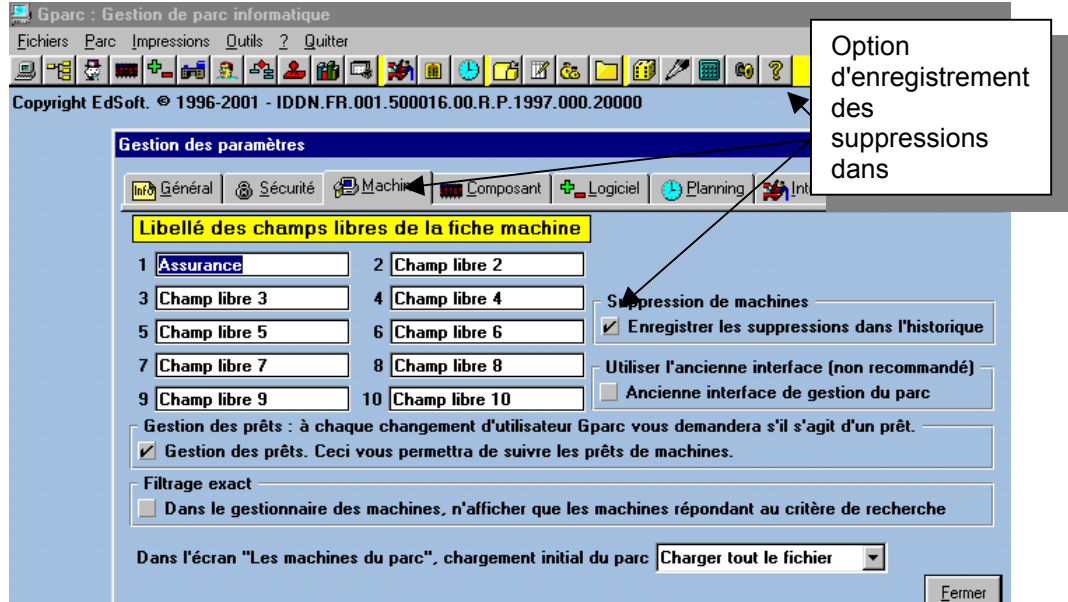 Gparc : Gestion de parc informatique
Fichiers Parc Impressions Outils ? Quitter
Copyright EdSoft. © 1996-2001 - IDDN.FR.001.500016.00.R.P.1997.000.20000
Option
d'enregistrement
des
suppressions
dans
Gestion des paramètres
Info Général Sécurité Machin Composant Logiciel Planning Int
Libellé des champs libres de la fiche machine
1 Assurance 2 Champ libre 2
3 Champ libre 3 4 Champ libre 4
5 Champ libre 5 6 Champ libre 6
7 Champ libre 7 8 Champ libre 8
9 Champ libre 9 10 Champ libre 10
Suppression de machines
Enregistrer les suppressions dans l'historique
Utiliser l'ancienne interface (non recommandé)
Ancienne interface de gestion du parc
Gestion des prêts : à chaque changement d'utilisateur Gparc vous demandera s'il s'agit d'un prêt.
Gestion des prêts. Ceci vous permettra de suivre les prêts de machines.
Filtrage exact
Dans le gestionnaire des machines, n'afficher que les machines répondant au critère de recherche
Dans l'écran "Les machines du parc", chargement initial du parc Charger tout le fichier
Fermer